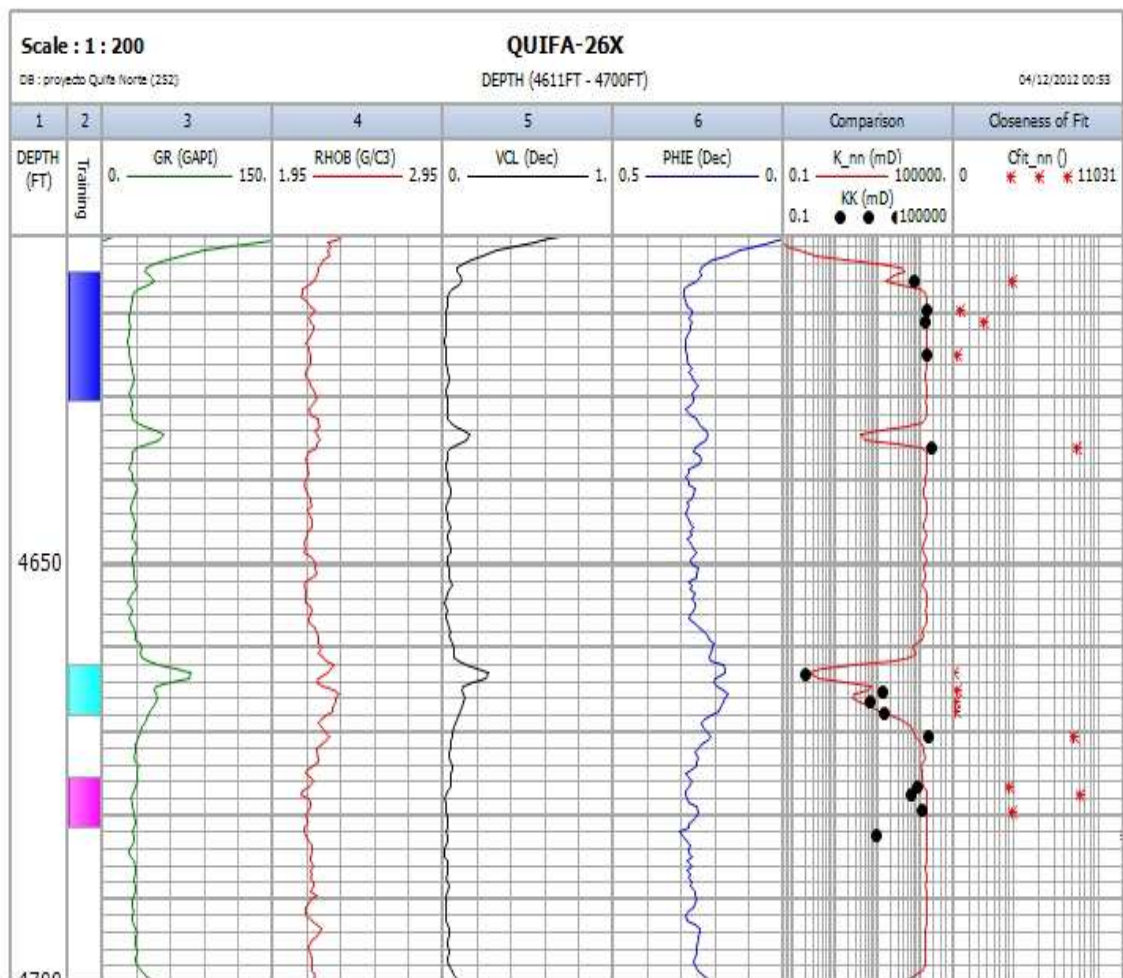 Scale : 1 : 200
QUIFA-26X
DB : proyecto Quifa Norte (252)
DEPTH (4611FT - 4700FT)
04/12/2012 00:53
1 2 3 4 5 6 Comparison Closeness of Fit
DEPTH (FT)
Training
GR (GAPI)
0. 150.
RHOB (G/C3)
1.95 2.95
VCL (Dec)
0. 1.
PHIE (Dec)
0.5 0.
K_nn (mD)
0.1 100000.
KK (mD)
0.1 100000
Cfit_nn ()
0 11031
4650
4700